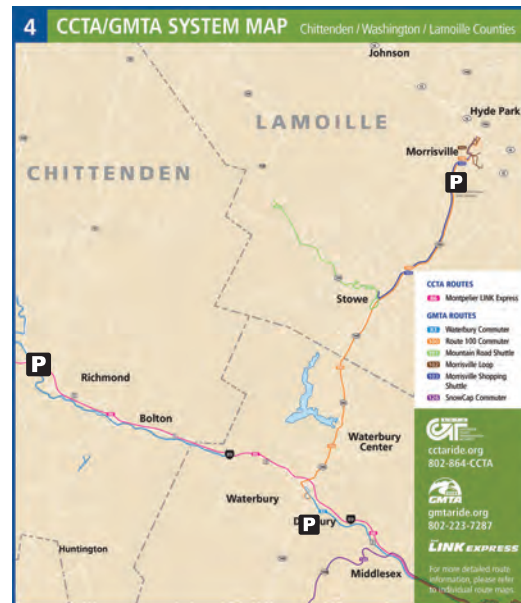 4 CCTA/GMTA SYSTEM MAP Chittenden / Washington / Lamoille Counties
Johnson
Hyde Park
LAMOILLE
Morrisville
P
CHITTENDEN
CCTA ROUTES
86 Montpelier LINK Express
GMTA ROUTES
83 Waterbury Commuter
100 Route 100 Commuter
Mountain Road Shuttle
Morrisville Loop
Morrisville Shopping
Shuttle
SnowCap Commuter
Stowe
P
Richmond
Bolton
Waterbury
Center
Waterbury
P
Huntington
Middlesex
cctaride.org
802-864-CCTA
GMTA
gmtaride.org
802-223-7287
LINK EXPRESS
For more detailed route
information, please refer
to individual route maps.